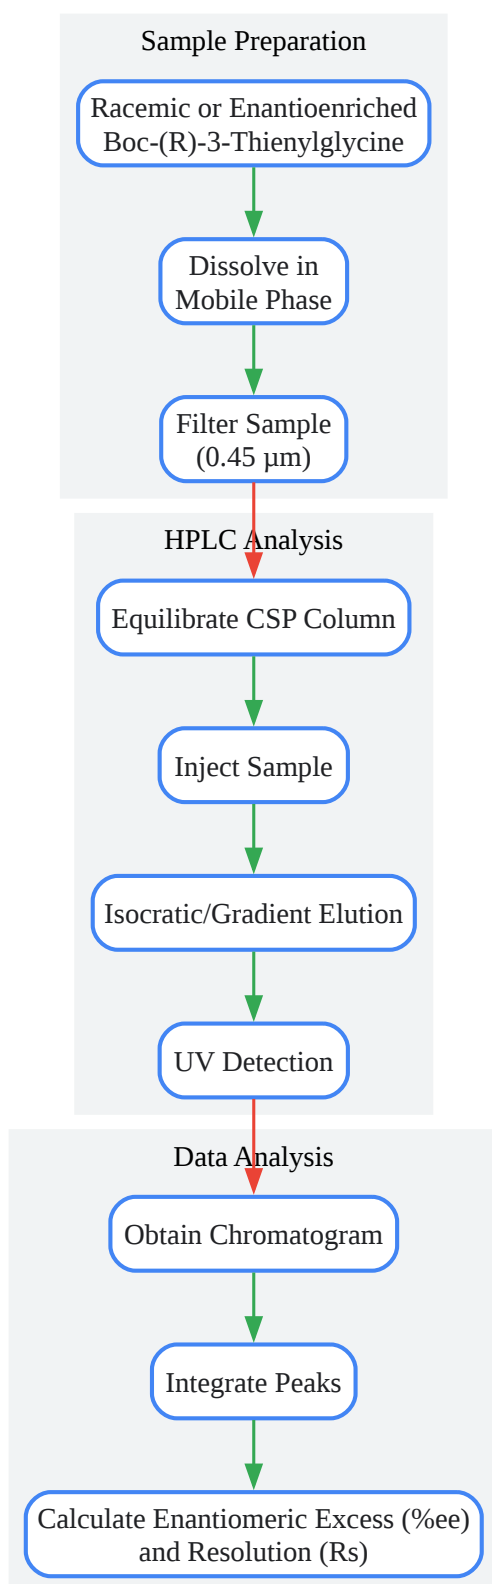 Sample Preparation
Racemic or Enantioenriched
Boc-(R)-3-Thienylglycine
Dissolve in
Mobile Phase
Filter Sample
(0.45 µm)
HPLC Analysis
Equilibrate CSP Column
Inject Sample
Isocratic/Gradient Elution
UV Detection
Data Analysis
Obtain Chromatogram
Integrate Peaks
Calculate Enantiomeric Excess (%ee)
and Resolution (Rs)